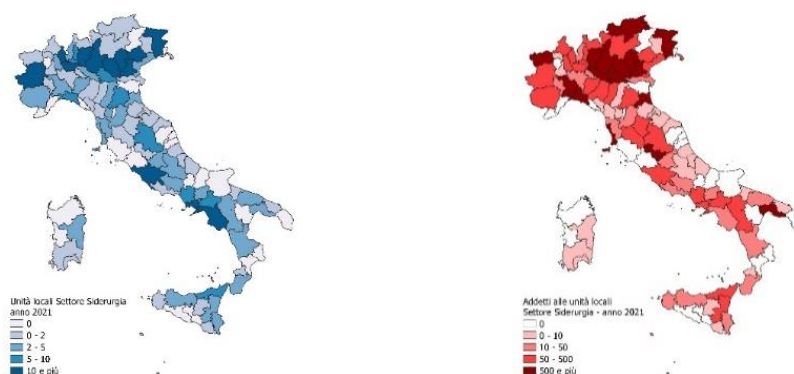 Unità locali Settore Siderurgia
anno 2021
0
0 - 2
2 - 5
5 - 10
10 e più
Addetti alle unità locali
Settore Siderurgia - anno 2021
0
0 - 10
10 - 50
50 - 500
500 e più